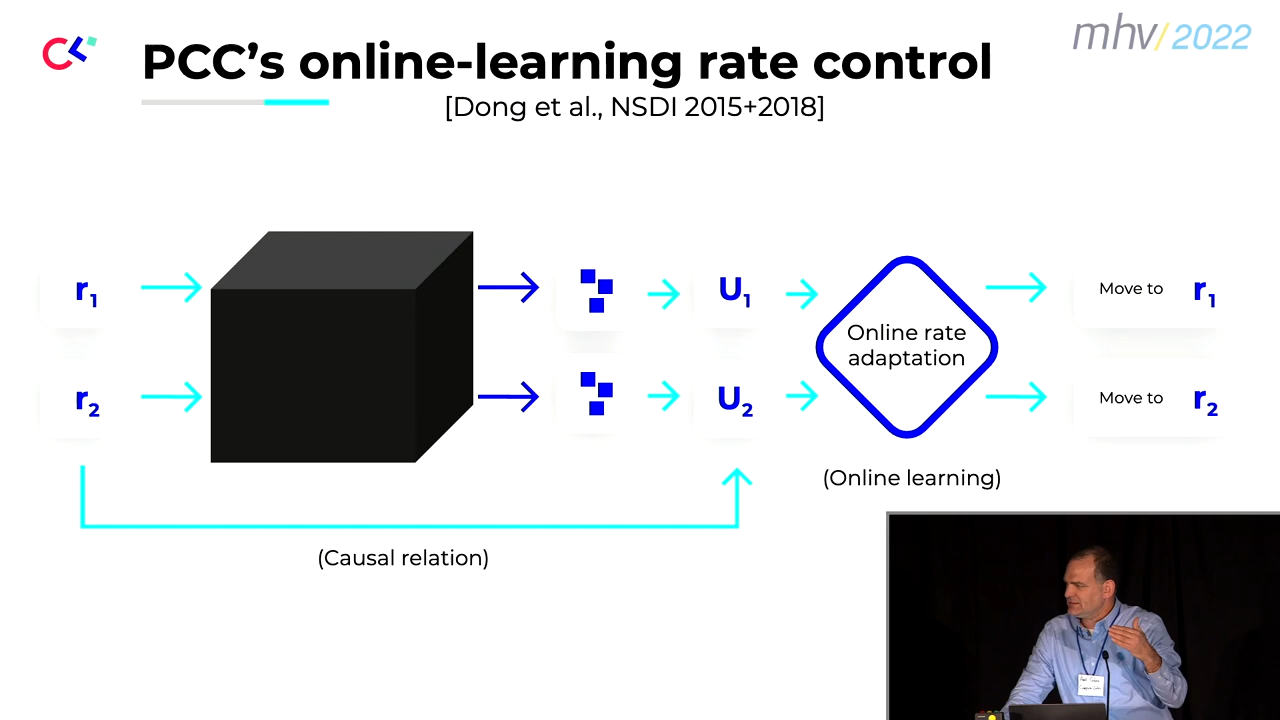 PCC's online-learning rate control
mhv/2022
[Dong et al., NSDI 2015+2018]
r1
U1
Move to r1
Online rate
adaptation
r2
U2
Move to r2
(Online learning)
(Causal relation)